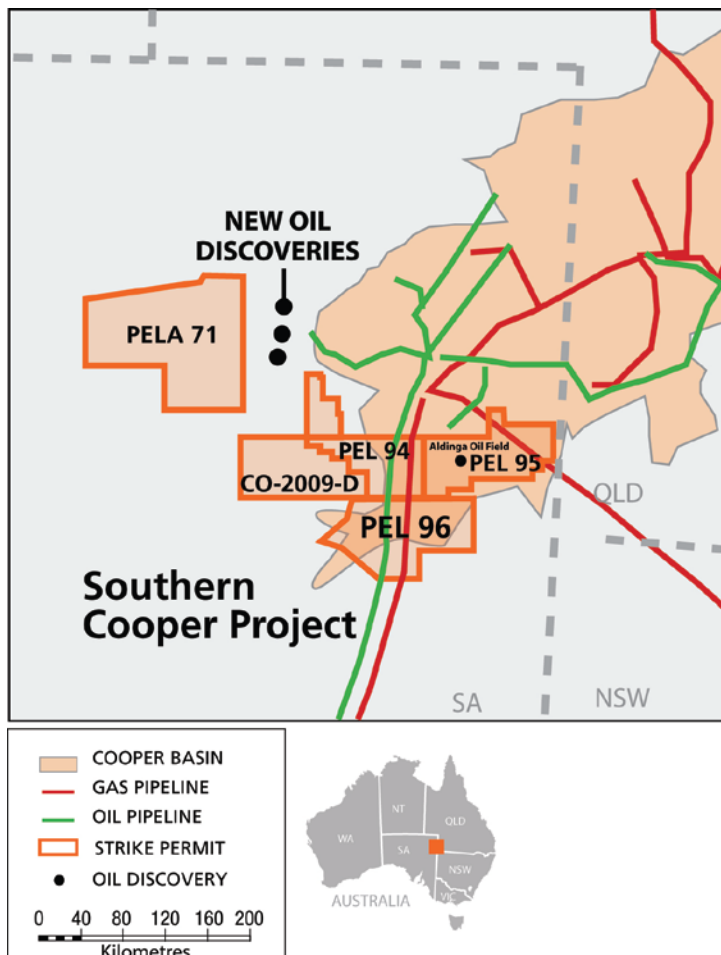 NEW OIL
DISCOVERIES
PELA 71
PEL 94
Aldinga Oil Field
PEL 95
CO-2009-D
QLD
PEL 96
Southern
Cooper Project
SA
NSW
COOPER BASIN
GAS PIPELINE
OIL PIPELINE
STRIKE PERMIT
OIL DISCOVERY
0 40 80 120 160 200
Kilometres
NT
QLD
WA
SA
NSW
VIC
AUSTRALIA